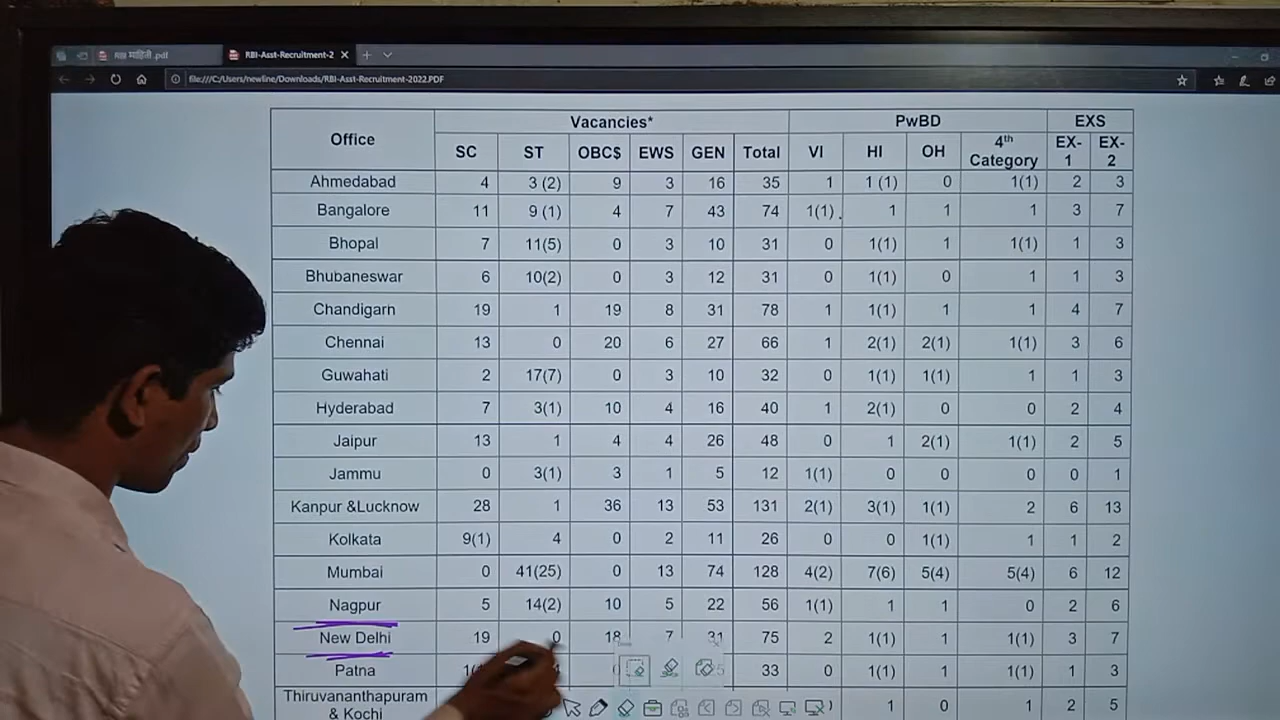 मराठी माहिती .pdf
RBI-Asst-Recruitment-2
file:///C:/Users/newline/Downloads/RBI-Asst-Recruitment-2022.PDF
Office Vacancies* PwBD EXS
SC ST OBC$ EWS GEN Total VI HI OH 4th Category EX-1 EX-2
Ahmedabad 4 3 (2) 9 3 16 35 1 1 (1) 0 1(1) 2 3
Bangalore 11 9 (1) 4 7 43 74 1(1) 1 1 1 3 7
Bhopal 7 11(5) 0 3 10 31 0 1(1) 1 1(1) 1 3
Bhubaneswar 6 10(2) 0 3 12 31 0 1(1) 0 1 1 3
Chandigarh 19 1 19 8 31 78 1 1(1) 1 1 4 7
Chennai 13 0 20 6 27 66 1 2(1) 2(1) 1(1) 3 6
Guwahati 2 17(7) 0 3 10 32 0 1(1) 1(1) 1 1 3
Hyderabad 7 3(1) 10 4 16 40 1 2(1) 0 0 2 4
Jaipur 13 1 4 4 26 48 0 1 2(1) 1(1) 2 5
Jammu 0 3(1) 3 1 5 12 1(1) 0 0 0 0 1
Kanpur &Lucknow 28 1 36 13 53 131 2(1) 3(1) 1(1) 2 6 13
Kolkata 9(1) 4 0 2 11 26 0 0 1(1) 1 1 2
Mumbai 0 41(25) 0 13 74 128 4(2) 7(6) 5(4) 5(4) 6 12
Nagpur 5 14(2) 10 5 22 56 1(1) 1 1 0 2 6
New Delhi 19 0 18 7 31 75 2 1(1) 1 1(1) 3 7
Patna 33 0 1(1) 0 1(1) 1 3
Thiruvananthapuram
& Kochi 1 0 1 2 5